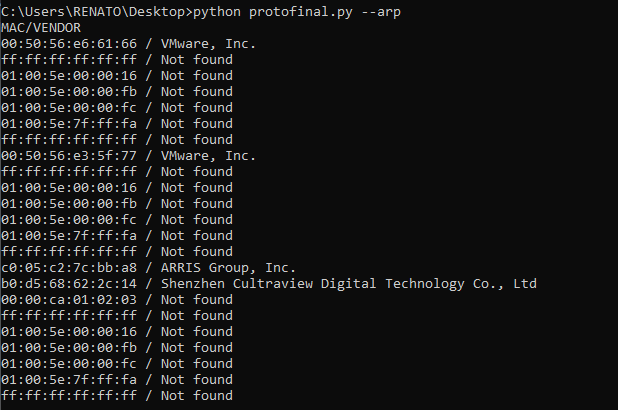 C:\Users\RENATO\Desktop>python protofinal.py --arp
MAC/VENDOR
00:50:56:e6:61:66 / VMware, Inc.
ff:ff:ff:ff:ff:ff / Not found
01:00:5e:00:00:16 / Not found
01:00:5e:00:00:fb / Not found
01:00:5e:00:00:fc / Not found
01:00:5e:7f:ff:fa / Not found
ff:ff:ff:ff:ff:ff / Not found
00:50:56:e3:5f:77 / VMware, Inc.
ff:ff:ff:ff:ff:ff / Not found
01:00:5e:00:00:16 / Not found
01:00:5e:00:00:fb / Not found
01:00:5e:00:00:fc / Not found
01:00:5e:7f:ff:fa / Not found
ff:ff:ff:ff:ff:ff / Not found
c0:05:c2:7c:bb:a8 / ARRIS Group, Inc.
b0:d5:68:62:2c:14 / Shenzhen Cultraview Digital Technology Co., Ltd
00:00:ca:01:02:03 / Not found
ff:ff:ff:ff:ff:ff / Not found
01:00:5e:00:00:16 / Not found
01:00:5e:00:00:fb / Not found
01:00:5e:00:00:fc / Not found
01:00:5e:7f:ff:fa / Not found
ff:ff:ff:ff:ff:ff / Not found